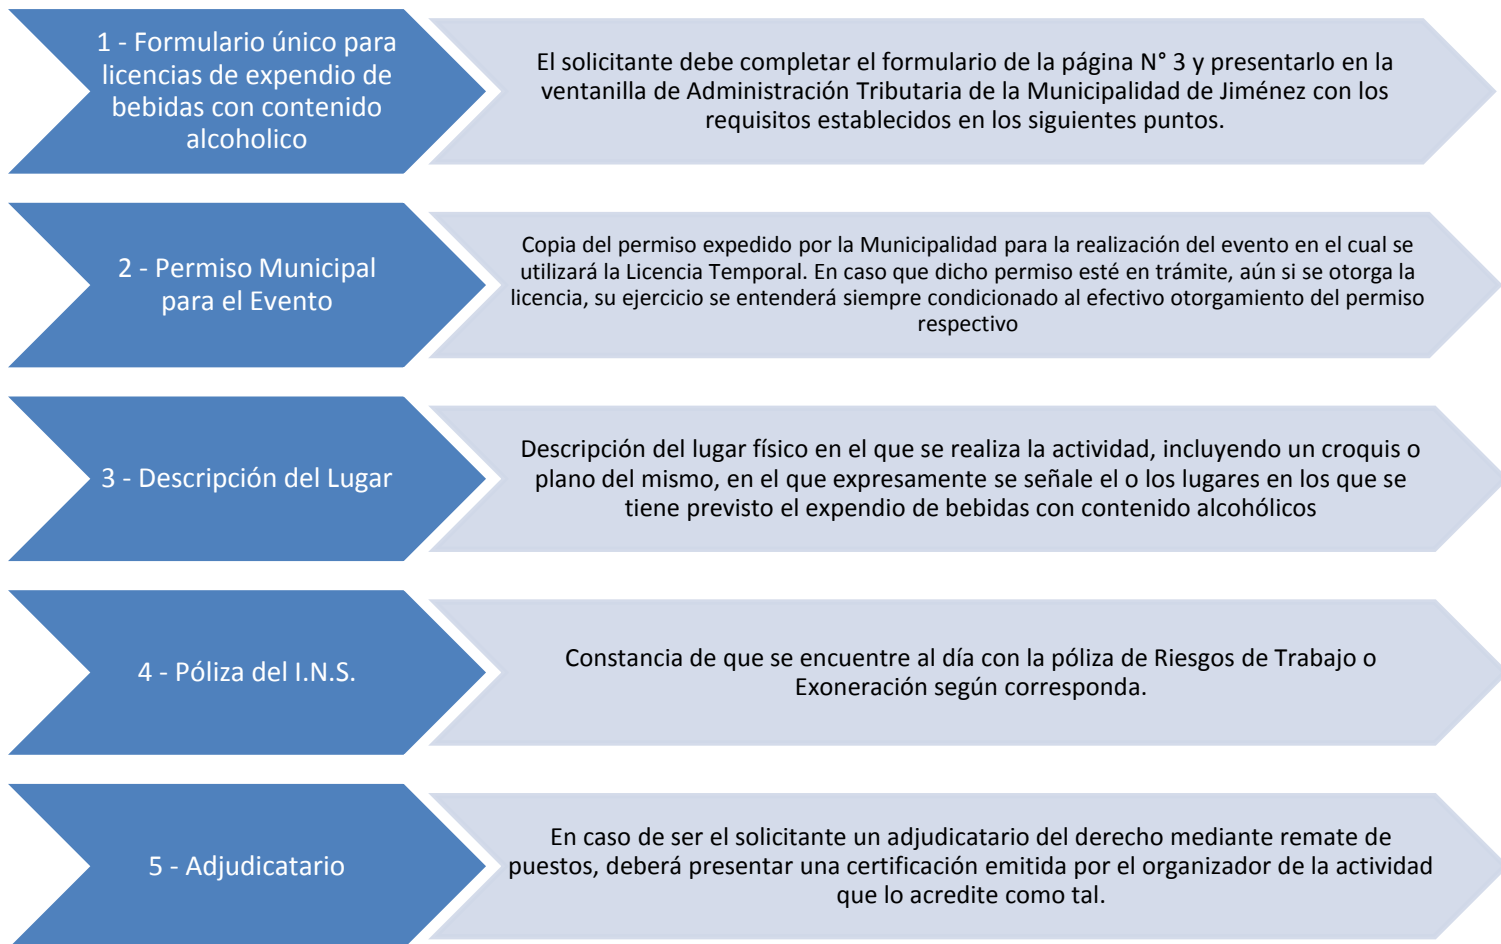 1 - Formulario único para
licencias de expendio de
bebidas con contenido
alcoholico
El solicitante debe completar el formulario de la página N° 3 y presentarlo en la
ventanilla de Administración Tributaria de la Municipalidad de Jiménez con los
requisitos establecidos en los siguientes puntos.
2 - Permiso Municipal
para el Evento
Copia del permiso expedido por la Municipalidad para la realización del evento en el cual se
utilizará la Licencia Temporal. En caso que dicho permiso esté en trámite, aún si se otorga la
licencia, su ejercicio se entenderá siempre condicionado al efectivo otorgamiento del permiso
respectivo
3 - Descripción del Lugar
Descripción del lugar físico en el que se realiza la actividad, incluyendo un croquis o
plano del mismo, en el que expresamente se señale el o los lugares en los que se
tiene previsto el expendio de bebidas con contenido alcohólicos
4 - Póliza del I.N.S.
Constancia de que se encuentre al día con la póliza de Riesgos de Trabajo o
Exoneración según corresponda.
5 - Adjudicatario
En caso de ser el solicitante un adjudicatario del derecho mediante remate de
puestos, deberá presentar una certificación emitida por el organizador de la actividad
que lo acredite como tal.